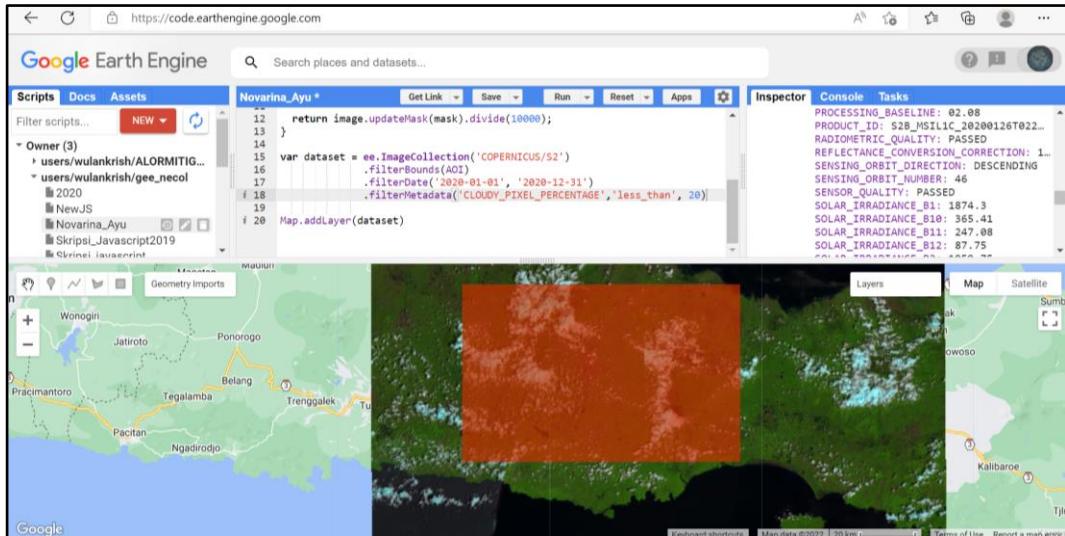 https://code.earthengine.google.com
Google Earth Engine
Search places and datasets...
Scripts Docs Assets
Filter scripts... NEW
Owner (3)
users/wulankrish/ALORMITIG...
users/wulankrish/gee_necol
2020
NewJS
Novarina_Ayu
Skripsi_Javascript2019
Skripsi_javascript
Novarina_Ayu * Get Link Save Run Reset Apps
12 return image.updateMask(mask).divide(10000);
13 }
14
15 var dataset = ee.ImageCollection('COPERNICUS/S2')
16 .filterBounds(AOI)
17 .filterDate('2020-01-01', '2020-12-31')
i 18 .filterMetadata('CLOUDY_PIXEL_PERCENTAGE','less_than', 20)
19
i 20 Map.addLayer(dataset)
Inspector Console Tasks
PROCESSING_BASELINE: 02.08
PRODUCT_ID: S2B_MSIL1C_20200126T022...
RADIOMETRIC_QUALITY: PASSED
REFLECTANCE_CONVERSION_CORRECTION: 1...
SENSING_ORBIT_DIRECTION: DESCENDING
SENSING_ORBIT_NUMBER: 46
SENSOR_QUALITY: PASSED
SOLAR_IRRADIANCE_B1: 1874.3
SOLAR_IRRADIANCE_B10: 365.41
SOLAR_IRRADIANCE_B11: 247.08
SOLAR_IRRADIANCE_B12: 87.75
Geometry Imports
Layers
Map Satellite
Wonogiri
Jatiroto
Ponorogo
Belang
Pracimantoro
Tegalamba
Trenggalek
Pacitan
Ngadirodjo
Kalibaroe
Google
Keyboard shortcuts Map data ©2022 20 km Terms of Use Report a map error